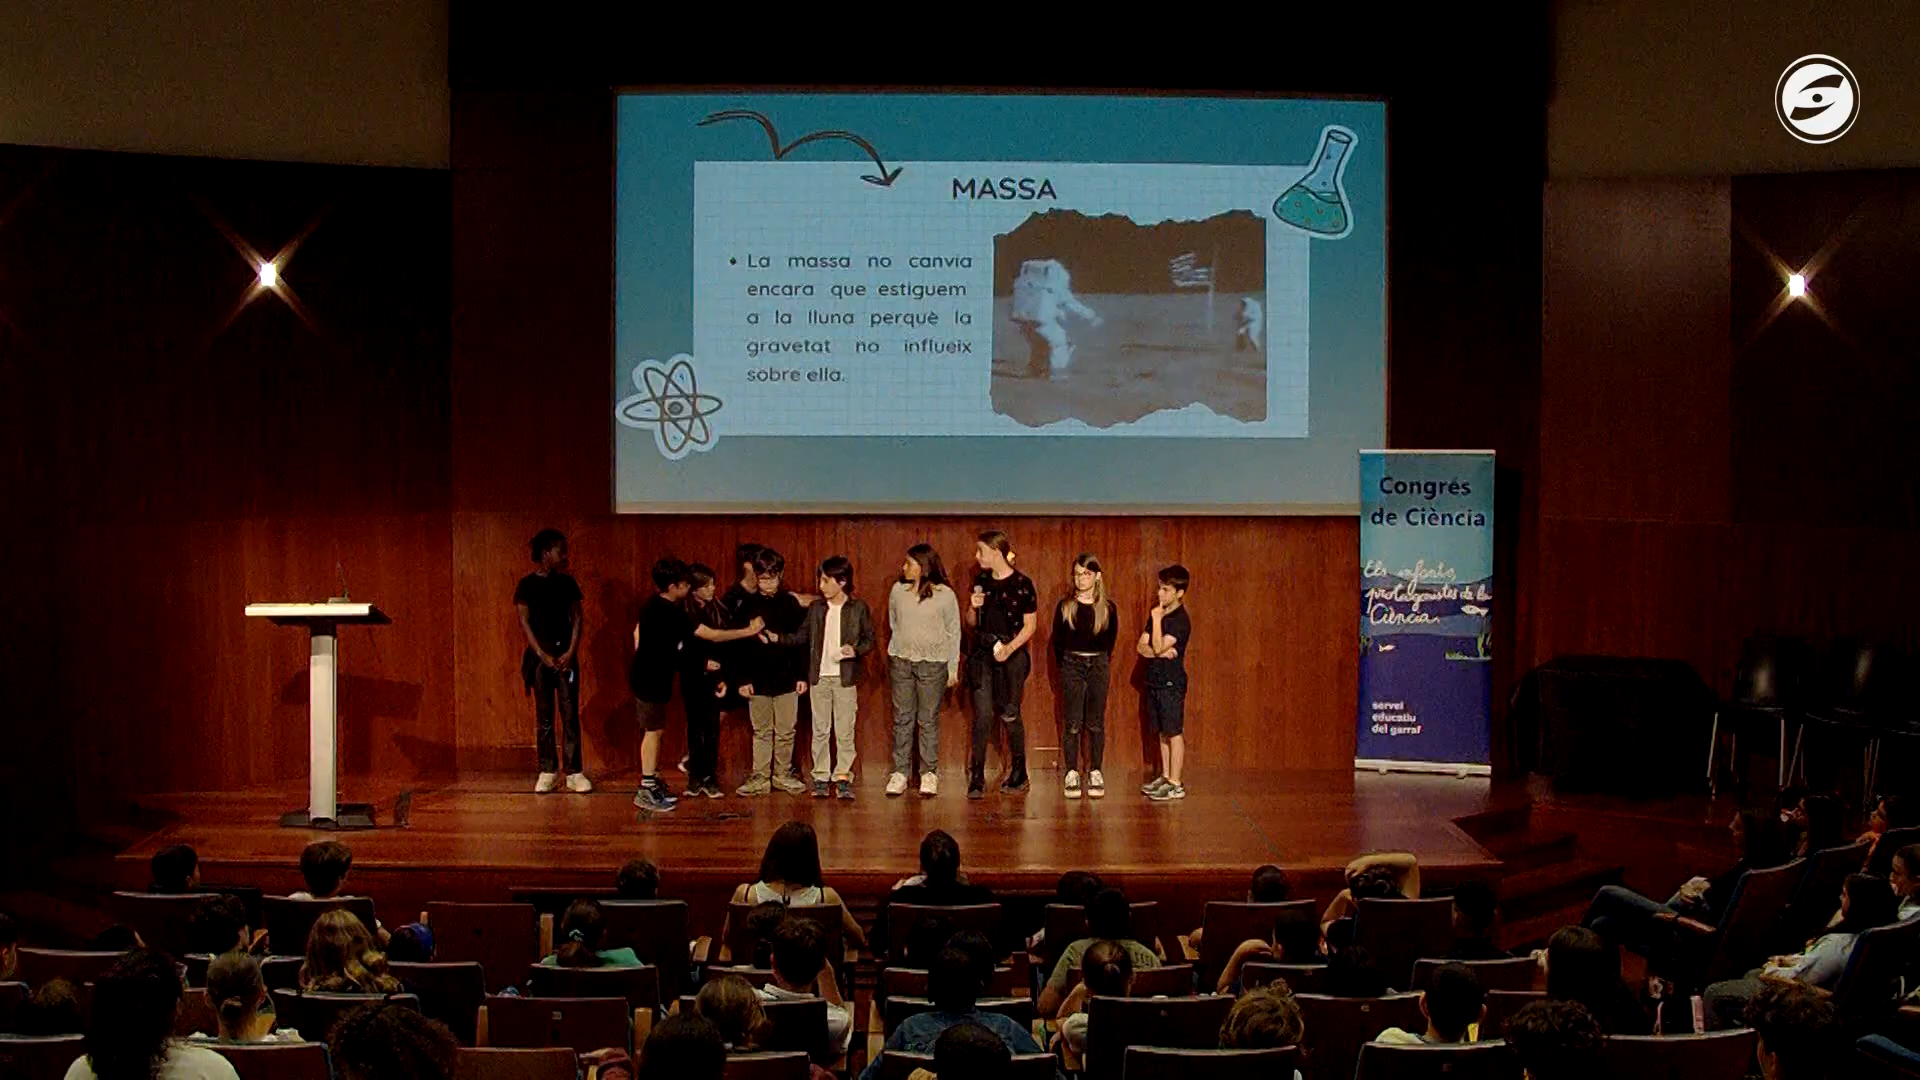 MASSA
• La massa no canvia
encara que estiguem
a la lluna perquè la
gravetat no influeix
sobre ella.
Congrés
de Ciència
Els infants,
protagonistes de la
Ciència.
servei
educatiu
del garraf